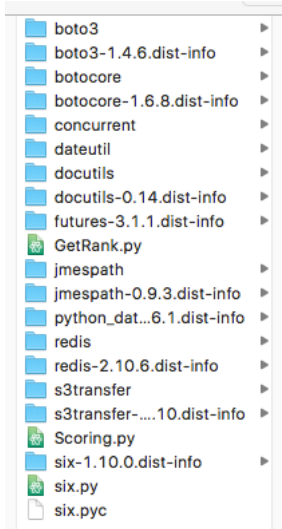 boto3
boto3-1.4.6.dist-info
botocore
botocore-1.6.8.dist-info
concurrent
dateutil
docutils
docutils-0.14.dist-info
futures-3.1.1.dist-info
GetRank.py
jmespath
jmespath-0.9.3.dist-info
python_dat...6.1.dist-info
redis
redis-2.10.6.dist-info
s3transfer
s3transfer-....10.dist-info
Scoring.py
six-1.10.0.dist-info
six.py
six.pyc